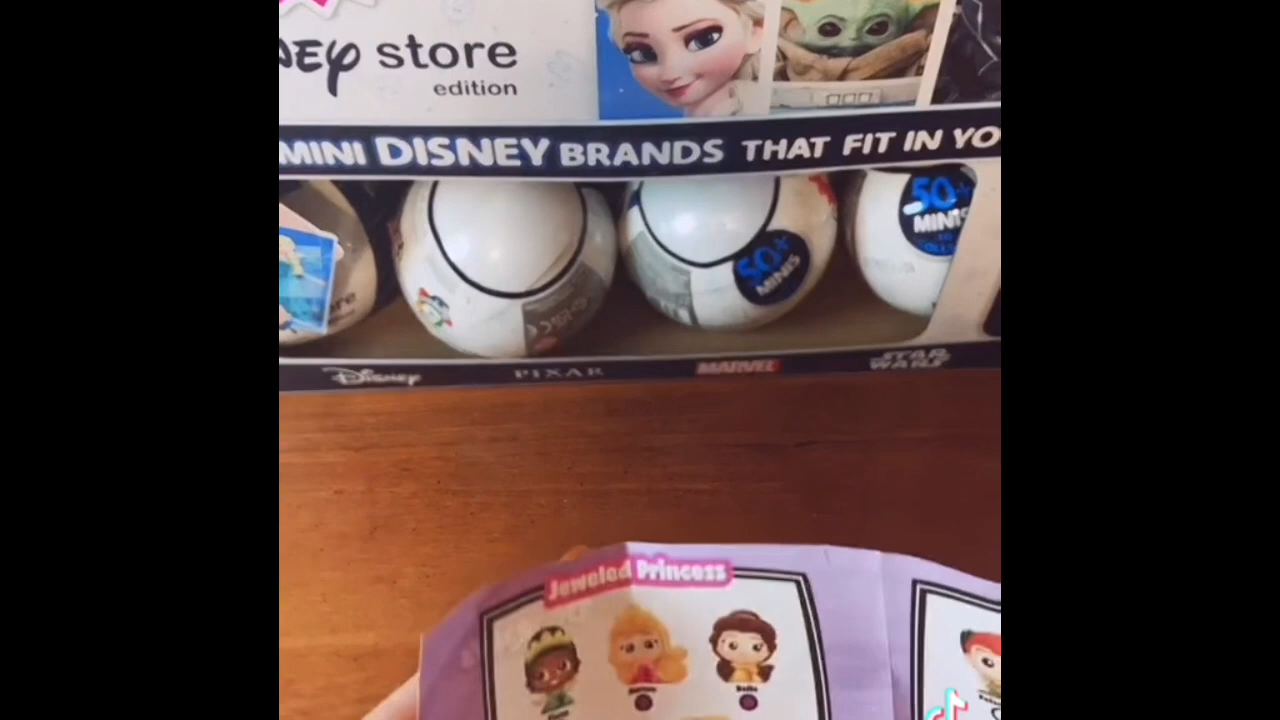 NEY store
edition
MINI DISNEY BRANDS THAT FIT IN YO
50+
MINIS
50+
MINIS
DISNEY PIXAR MARVEL STAR WARS
Jeweled Princess
Belle